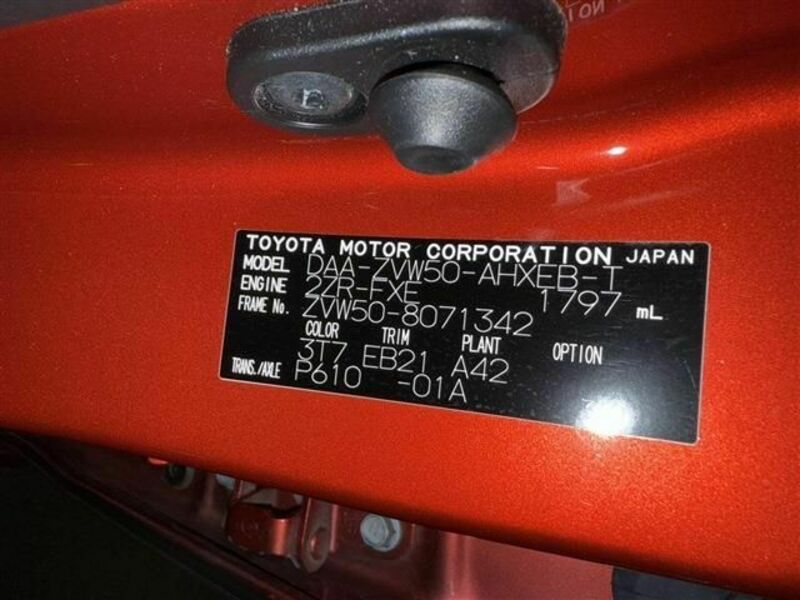 TOYOTA MOTOR CORPORATION JAPAN
MODEL DAA-ZVW50-AHXEB-T
ENGINE 2ZR-FXE 1797 mL
FRAME No. ZVW50-8071342
COLOR TRIM PLANT OPTION
3T7 EB21 A42
TRANS./AXLE P610 -01A